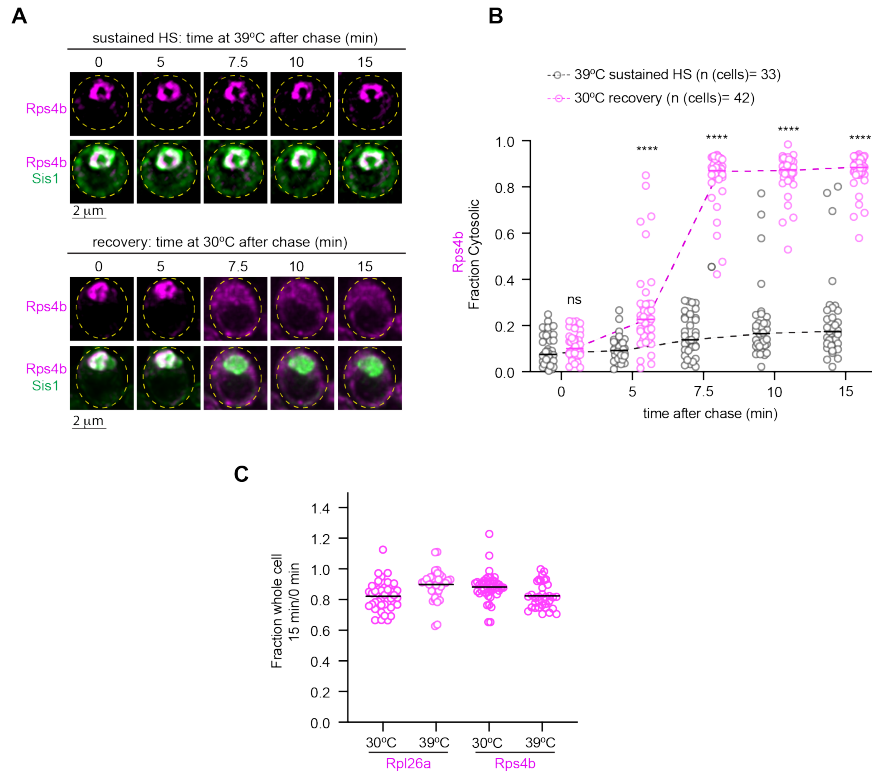 A
sustained HS: time at 39ºC after chase (min)
0 5 7.5 10 15
Rps4b
Rps4b
Sis1
2 µm
recovery: time at 30ºC after chase (min)
0 5 7.5 10 15
Rps4b
Rps4b
Sis1
2 µm
B
39ºC sustained HS (n (cells)= 33)
30ºC recovery (n (cells)= 42)
Rps4b
Fraction Cytosolic
1.0
0.8
0.6
0.4
0.2
0.0
ns **** **** **** ****
0 5 7.5 10 15
time after chase (min)
C
Fraction whole cell
15 min/0 min
1.4
1.2
1.0
0.8
0.6
0.4
0.2
0.0
30ºC 39ºC 30ºC 39ºC
Rpl26a Rps4b